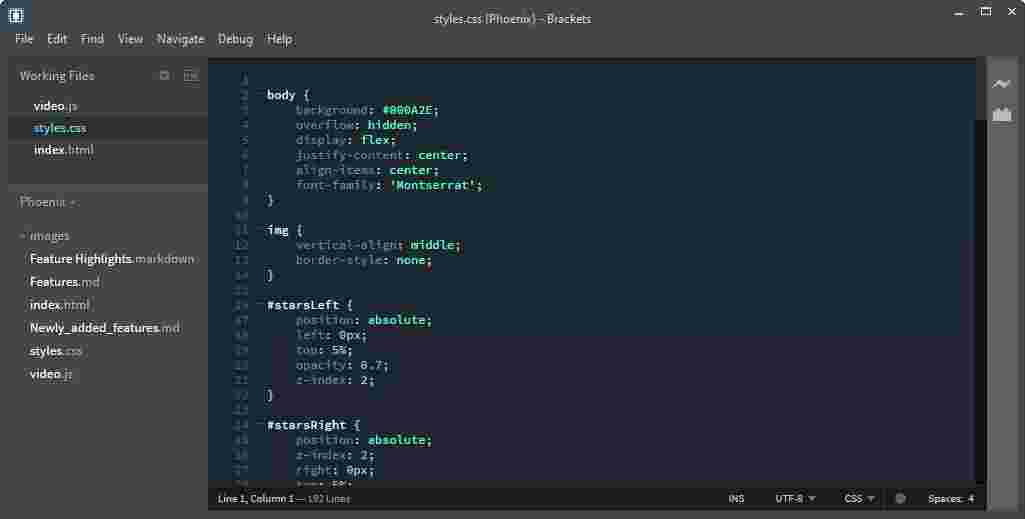 styles.css (Phoenix) - Brackets
File Edit Find View Navigate Debug Help
Working Files
video.js
styles.css
index.html
Phoenix
images
Feature Highlights.markdown
Features.md
index.html
Newly_added_features.md
styles.css
video.js
1
2 body {
3 background: #000A2E;
4 overflow: hidden;
5 display: flex;
6 justify-content: center;
7 align-items: center;
8 font-family: 'Montserrat';
9 }
10
11 img {
12 vertical-align: middle;
13 border-style: none;
14 }
15
16 #starsLeft {
17 position: absolute;
18 left: 0px;
19 top: 5%;
20 opacity: 0.7;
21 z-index: 2;
22 }
23
24 #starsRight {
25 position: absolute;
26 z-index: 2;
27 right: 0px;
28 top: 5%;
Line 1, Column 1 — 192 Lines INS UTF-8 CSS Spaces: 4